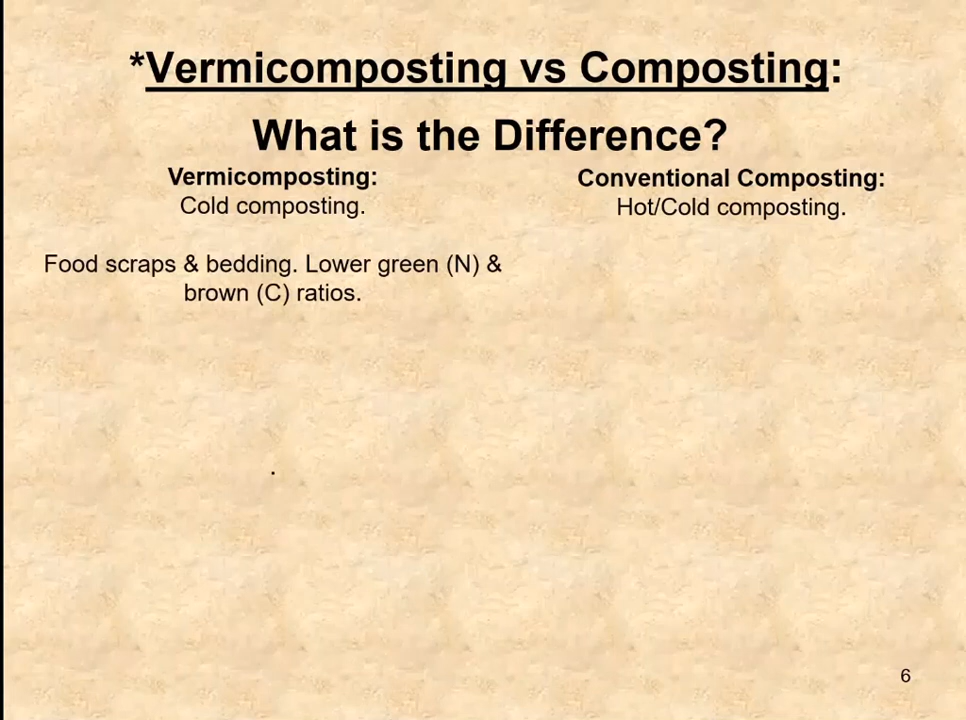 *Vermicomposting vs Composting:
What is the Difference?
Vermicomposting:
Cold composting.
Food scraps & bedding. Lower green (N) &
brown (C) ratios.
.
Conventional Composting:
Hot/Cold composting.
6